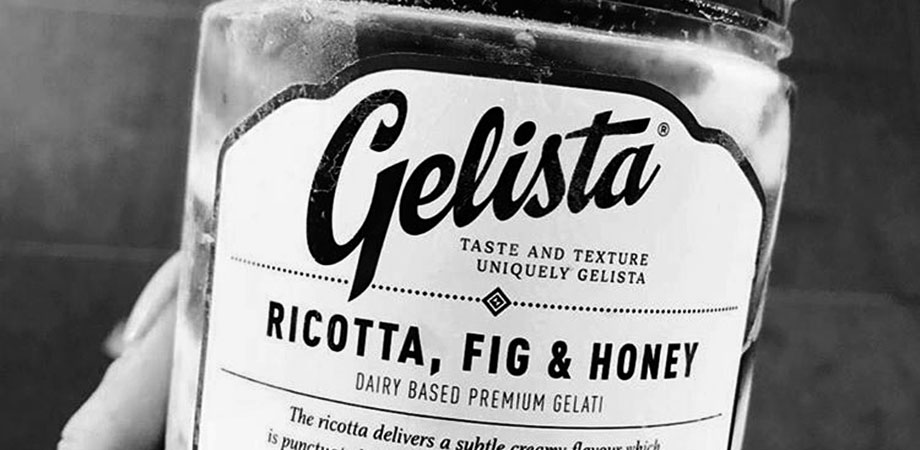 Gelista®
TASTE AND TEXTURE
UNIQUELY GELISTA
RICOTTA, FIG & HONEY
DAIRY BASED PREMIUM GELATI
The ricotta delivers a subtle creamy flavour which
is